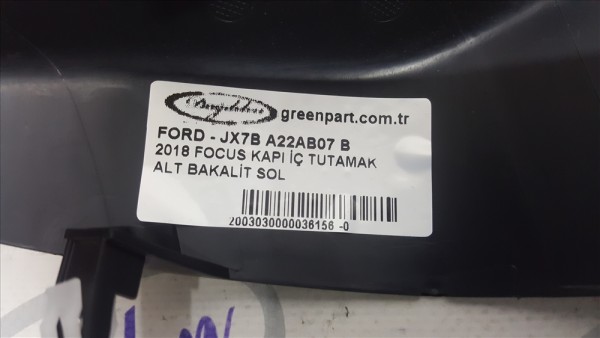 greenpart.com.tr
FORD - JX7B A22AB07 B
2018 FOCUS KAPI İÇ TUTAMAK
ALT BAKALİT SOL
2003030000036156 -0